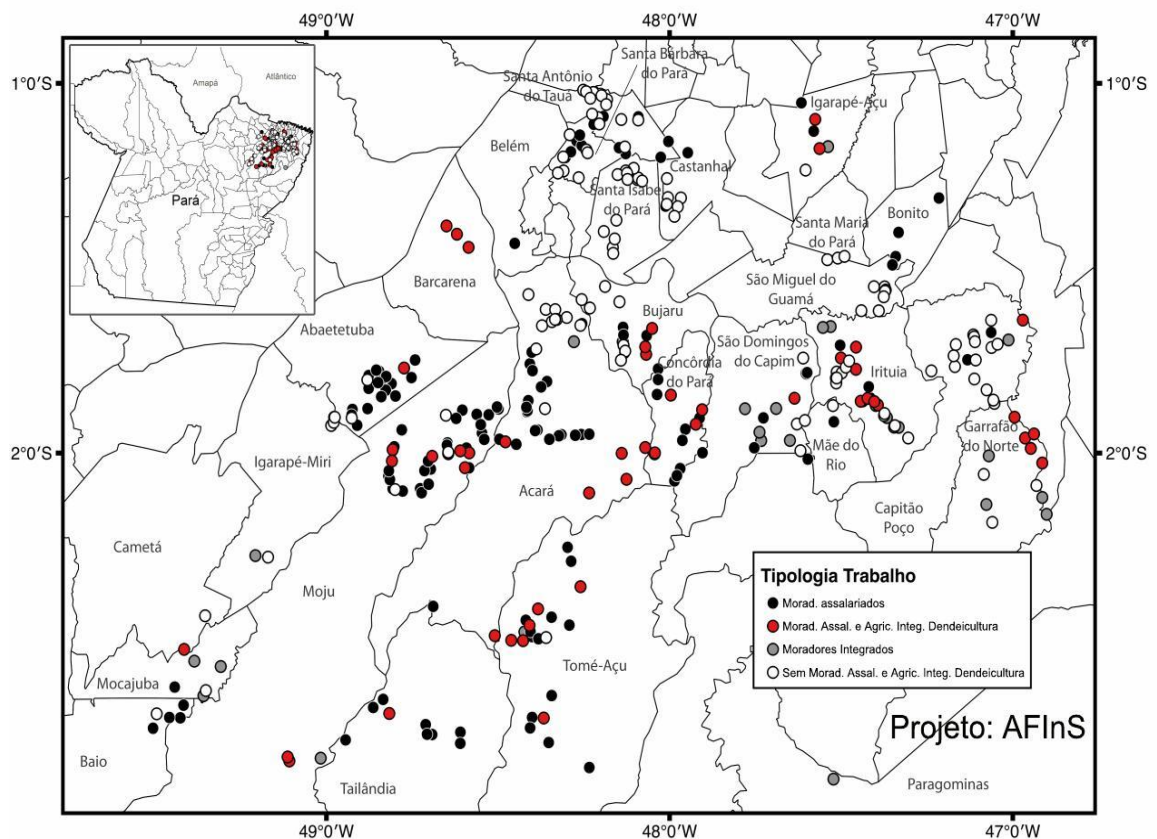 49°0'W
48°0'W
47°0'W
1°0'S
1°0'S
Amapá
Atlântico
Pará
Santa Bárbara
do Pará
Santa Antônio
do Tauá
Igarapé-Açu
Belém
Castanhal
Santa Isabe
do Pará
Bonito
Santa Maria
do Pará
Barcarena
São Miguel do
Guamá
Abaetetuba
Bujaru
São Domingos
do Capim
Concórdia
do Pará
Irituia
Garrafão
do Norte
2°0'S
2°0'S
Igarapé-Miri
Mãe do
Rio
Acará
Capitão
Poço
Cametá
Moju
Tipologia Trabalho
Morad. assalariados
Morad. Assal. e Agric. Integ. Dendeicultura
Moradores Integrados
Sem Morad. Assal. e Agric. Integ. Dendeicultura
Tomé-Açu
Mocajuba
Projeto: AFInS
Baio
Tailândia
Paragominas
49°0'W
48°0'W
47°0'W